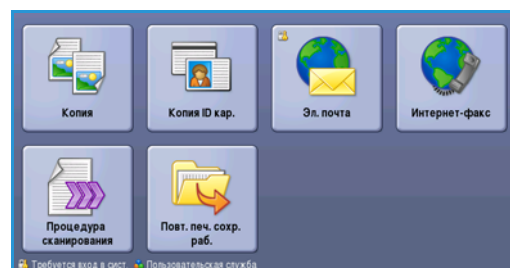 Копия
Копия ID кар.
Эл. почта
Интернет-факс
Процедура
сканирования
Повт. печ. сохр.
раб.
Требуется вход в сист. Пользовательская служба